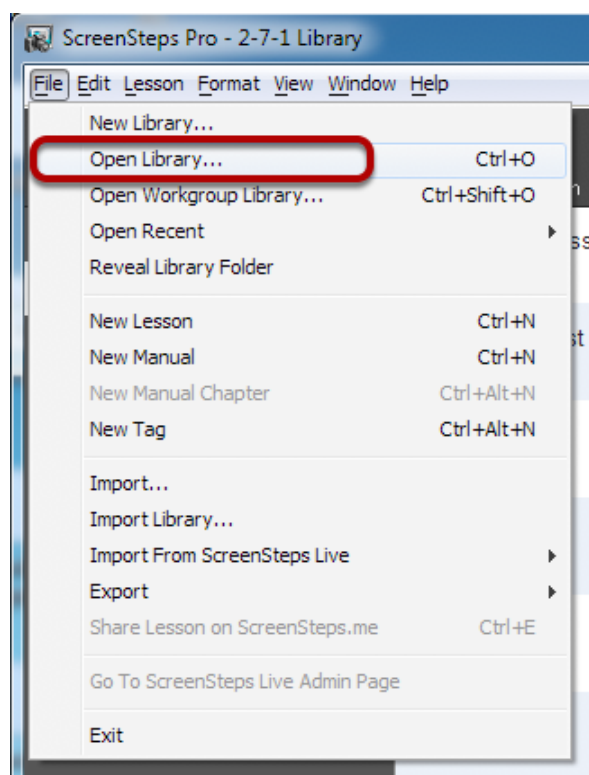 ScreenSteps Pro - 2-7-1 Library
File Edit Lesson Format View Window Help
New Library...
Open Library... Ctrl+O
Open Workgroup Library... Ctrl+Shift+O
Open Recent
Reveal Library Folder
New Lesson Ctrl+N
New Manual Ctrl+N
New Manual Chapter Ctrl+Alt+N
New Tag Ctrl+Alt+N
Import...
Import Library...
Import From ScreenSteps Live
Export
Share Lesson on ScreenSteps.me Ctrl+E
Go To ScreenSteps Live Admin Page
Exit